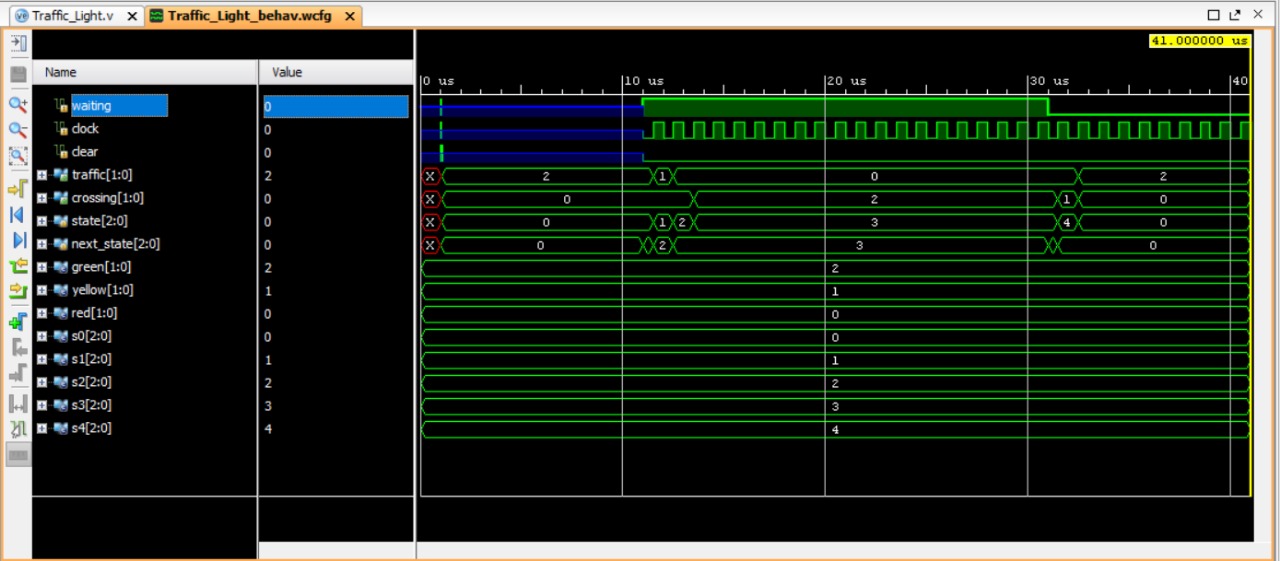 Traffic_Light.v Traffic_Light_behav.wcfg
41.000000 us
Name Value
0 us 10 us 20 us 30 us 40
waiting 0
clock 0
clear 0
traffic[1:0] 2 X 2 1 0 2
crossing[1:0] 0 X 0 2 1 0
state[2:0] 0 X 0 1 2 3 4 0
next_state[2:0] 0 X 0 2 3 0
green[1:0] 2 2
yellow[1:0] 1 1
red[1:0] 0 0
s0[2:0] 0 0
s1[2:0] 1 1
s2[2:0] 2 2
s3[2:0] 3 3
s4[2:0] 4 4